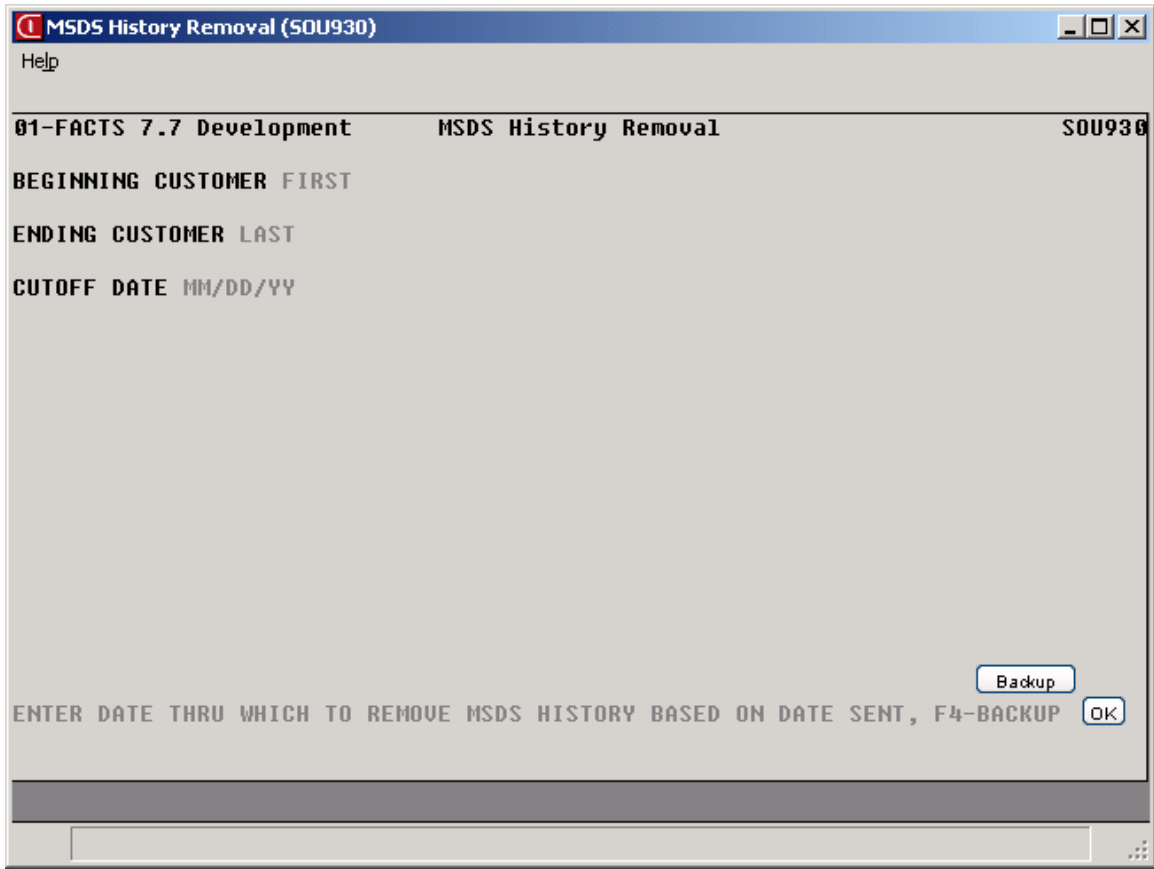 MSDS History Removal (SOU930)
Help
01-FACTS 7.7 Development MSDS History Removal SOU930
BEGINNING CUSTOMER FIRST
ENDING CUSTOMER LAST
CUTOFF DATE MM/DD/YY
Backup
ENTER DATE THRU WHICH TO REMOVE MSDS HISTORY BASED ON DATE SENT, F4-BACKUP OK